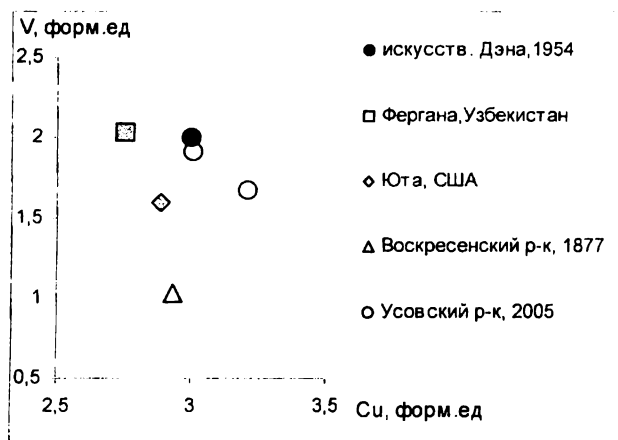 V, форм.ед
2,5
2
1,5
1
0,5
2,5 3 3,5
Cu, форм.ед
искусств. Дэна,1954
Фергана,Узбекистан
Юта, США
Воскресенский р-к, 1877
Усовский р-к, 2005